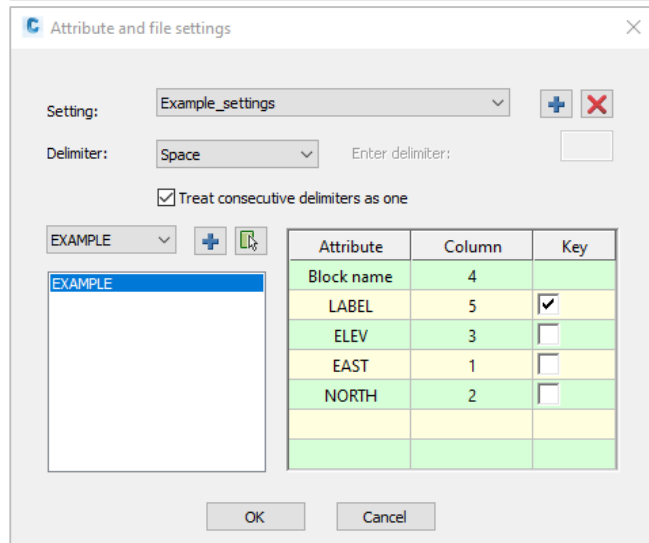 Attribute and file settings
Setting: Example_settings
Delimiter: Space Enter delimiter:
Treat consecutive delimiters as one
EXAMPLE
EXAMPLE
Attribute Column Key
Block name 4
LABEL 5
ELEV 3
EAST 1
NORTH 2
OK Cancel